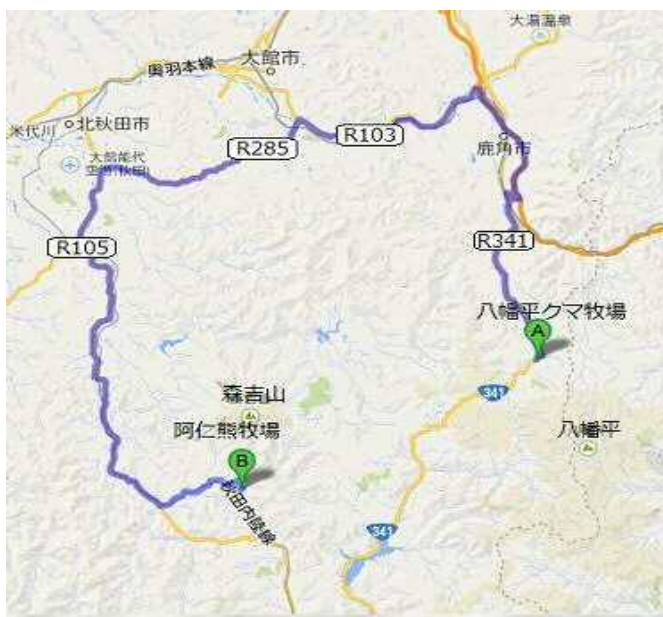 大湯温泉
奥羽本線
大館市
米代川
北秋田市
R103
R285
鹿角市
大館能代
空港(秋田)
R105
R341
八幡平クマ牧場
A
341
森吉山
八幡平
阿仁熊牧場
B
秋田内陸線
341